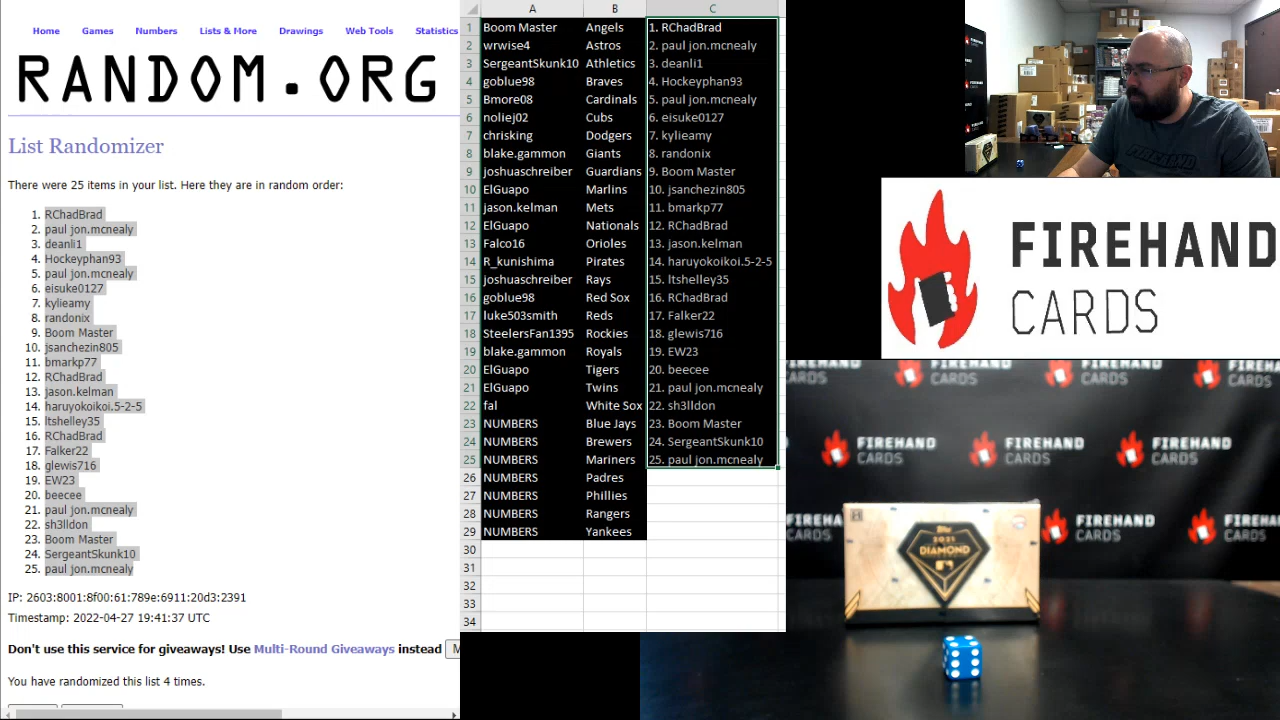 Home Games Numbers Lists & More Drawings Web Tools Statistics
RANDOM.ORG
List Randomizer
There were 25 items in your list. Here they are in random order:
1. RChadBrad
2. paul jon.mcnealy
3. deanli1
4. Hockeyphan93
5. paul jon.mcnealy
6. eisuke0127
7. kylieamy
8. randonix
9. Boom Master
10. jsanchezin805
11. bmarkp77
12. RChadBrad
13. jason.kelman
14. haruyokoikoi.5-2-5
15. ltshelley35
16. RChadBrad
17. Falker22
18. glewis716
19. EW23
20. beecee
21. paul jon.mcnealy
22. sh3lldon
23. Boom Master
24. SergeantSkunk10
25. paul jon.mcnealy
IP: 2603:8001:8f00:61:789e:6911:20d3:2391
Timestamp: 2022-04-27 19:41:37 UTC
Don't use this service for giveaways! Use Multi-Round Giveaways instead
You have randomized this list 4 times.
A B C
1 Boom Master Angels 1. RChadBrad
2 wrwise4 Astros 2. paul jon.mcnealy
3 SergeantSkunk10 Athletics 3. deanli1
4 goblue98 Braves 4. Hockeyphan93
5 Bmore08 Cardinals 5. paul jon.mcnealy
6 noliej02 Cubs 6. eisuke0127
7 chrisking Dodgers 7. kylieamy
8 blake.gammon Giants 8. randonix
9 joshuaschreiber Guardians 9. Boom Master
10 ElGuapo Marlins 10. jsanchezin805
11 jason.kelman Mets 11. bmarkp77
12 ElGuapo Nationals 12. RChadBrad
13 Falco16 Orioles 13. jason.kelman
14 R_kunishima Pirates 14. haruyokoikoi.5-2-5
15 joshuaschreiber Rays 15. ltshelley35
16 goblue98 Red Sox 16. RChadBrad
17 luke503smith Reds 17. Falker22
18 SteelersFan1395 Rockies 18. glewis716
19 blake.gammon Royals 19. EW23
20 ElGuapo Tigers 20. beecee
21 ElGuapo Twins 21. paul jon.mcnealy
22 fal White Sox 22. sh3lldon
23 NUMBERS Blue Jays 23. Boom Master
24 NUMBERS Brewers 24. SergeantSkunk10
25 NUMBERS Mariners 25. paul jon.mcnealy
26 NUMBERS Padres
27 NUMBERS Phillies
28 NUMBERS Rangers
29 NUMBERS Yankees
30
31
32
33
34
FIREHAND
CARDS
FIREHAND
CARDS
FIREHAND
CARDS
FIREHAND
CARDS
2021
DIAMOND